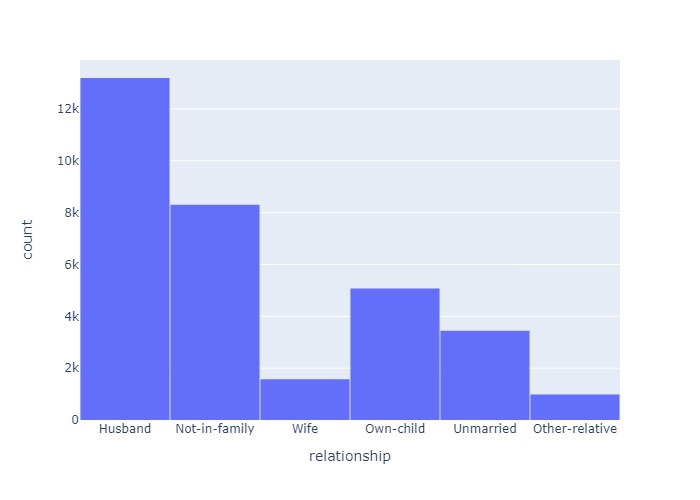 12k
10k
8k
6k
4k
2k
0
count
Husband Not-in-family Wife Own-child Unmarried Other-relative
relationship